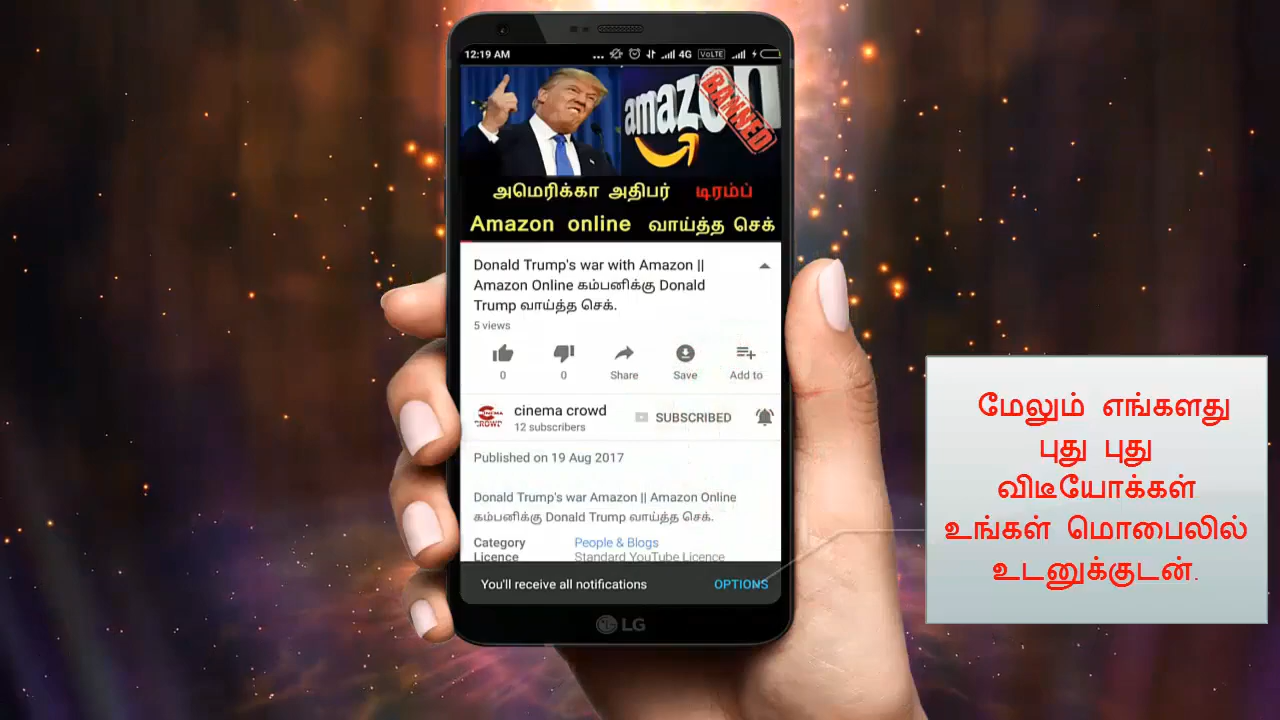 12:19 AM
4G VoLTE
amazon
BANNED
அமெரிக்கா அதிபர் டிரம்ப்
Amazon online வாய்த்த செக்
Donald Trump's war with Amazon ||
Amazon Online கம்பனிக்கு Donald
Trump வாய்த்த செக்.
5 views
0 0 Share Save Add to
CINEMA
CROWD
cinema crowd
12 subscribers
SUBSCRIBED
Published on 19 Aug 2017
Donald Trump's war Amazon || Amazon Online
கம்பனிக்கு Donald Trump வாய்த்த செக்.
Category People & Blogs
Licence Standard YouTube Licence
You'll receive all notifications OPTIONS
LG
மேலும் எங்களது
புது புது
விடீயோக்கள்
உங்கள் மொபைலில்
உடனுக்குடன்.